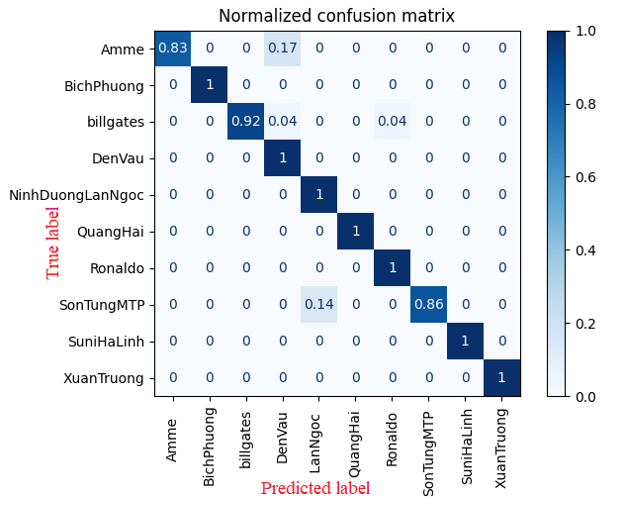 Normalized confusion matrix
Amme 0.83 0 0 0.17 0 0 0 0 0 0
BichPhuong 0 1 0 0 0 0 0 0 0 0
billgates 0 0 0.92 0.04 0 0 0.04 0 0 0
DenVau 0 0 0 1 0 0 0 0 0 0
NinhDuongLanNgoc 0 0 0 0 1 0 0 0 0 0
QuangHai 0 0 0 0 0 1 0 0 0 0
Ronaldo 0 0 0 0 0 0 1 0 0 0
SonTungMTP 0 0 0 0 0.14 0 0 0.86 0 0
SuniHaLinh 0 0 0 0 0 0 0 0 1 0
XuanTruong 0 0 0 0 0 0 0 0 0 1
True label
Amme BichPhuong billgates DenVau LanNgoc QuangHai Ronaldo SonTungMTP SuniHaLinh XuanTruong
Predicted label
1.0
0.8
0.6
0.4
0.2
0.0